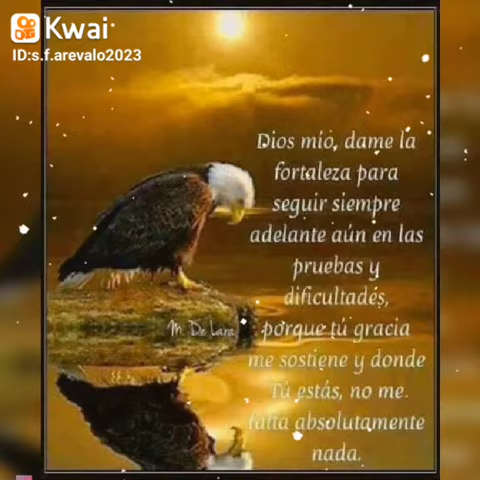 Kwai
ID:s.f.arevalo2023
Dios mio, dame la
fortaleza para
seguir siempre
adelante aún en las
pruebas y
dificultades,
porque tú gracia
me sostiene y donde
Tú estás, no me.
falta absolutamente
nada.
M. De Lara